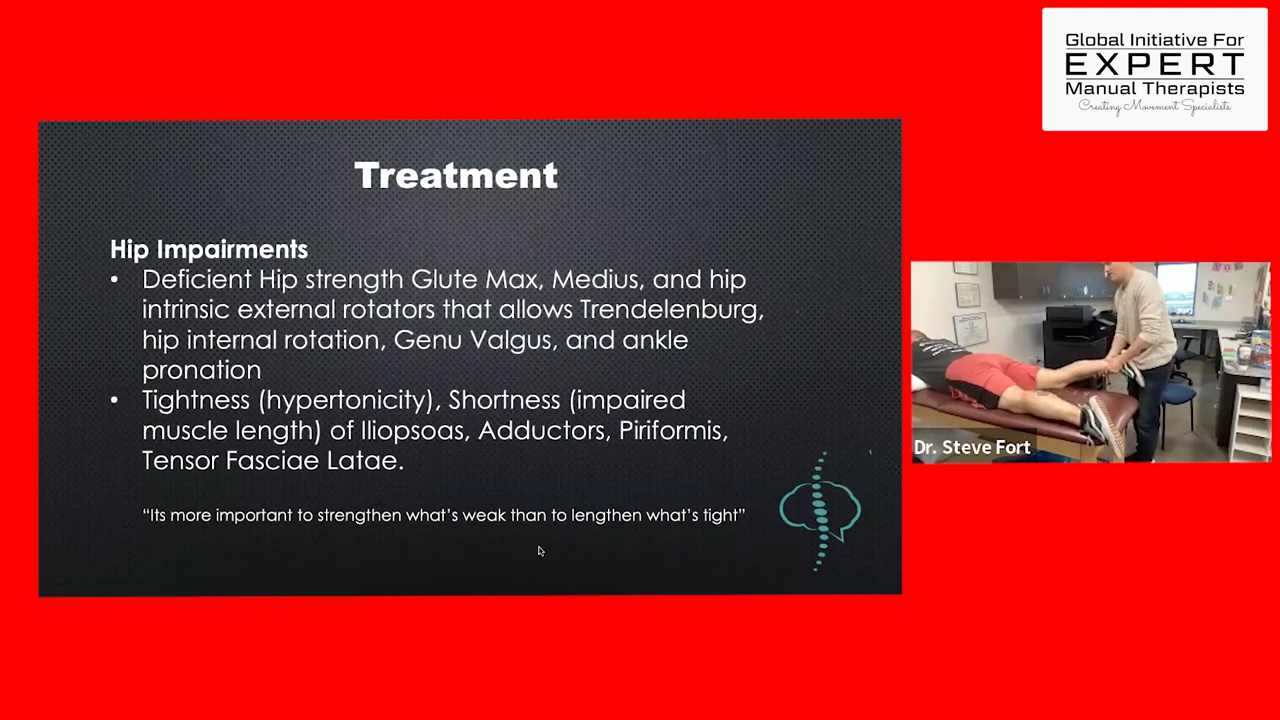 Global Initiative For
EXPERT
Manual Therapists
Creating Movement Specialists
Treatment
Hip Impairments
• Deficient Hip strength Glute Max, Medius, and hip
intrinsic external rotators that allows Trendelenburg,
hip internal rotation, Genu Valgus, and ankle
pronation
• Tightness (hypertonicity), Shortness (impaired
muscle length) of Iliopsoas, Adductors, Piriformis,
Tensor Fasciae Latae.
“Its more important to strengthen what’s weak than to lengthen what’s tight”
Dr. Steve Fort